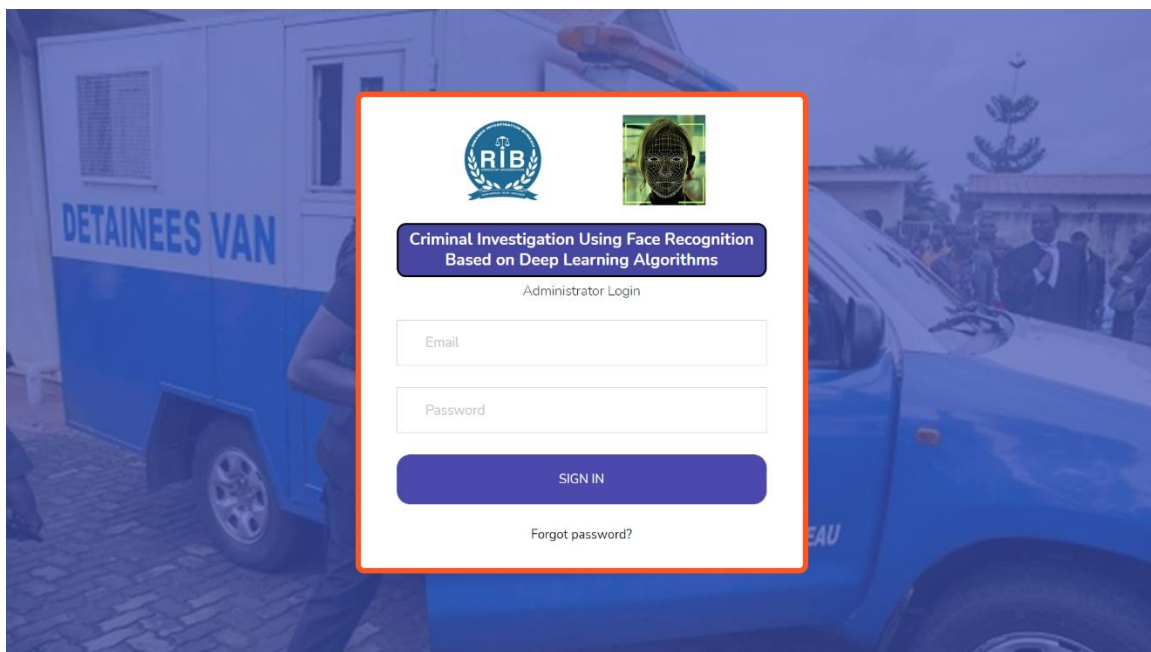 DETAINEES VAN
RIB
Criminal Investigation Using Face Recognition
Based on Deep Learning Algorithms
Administrator Login
Email
Password
SIGN IN
Forgot password?
EAU